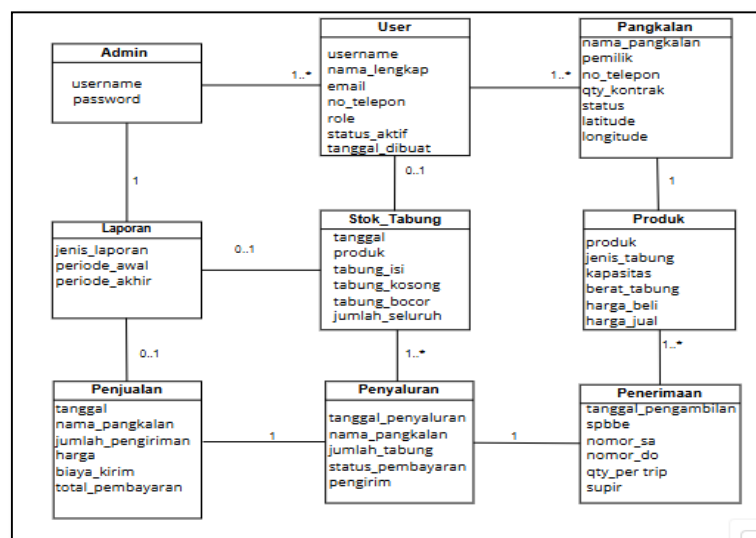 Admin
username
password
1..*
User
username
nama_lengkap
email
no_telepon
role
status_aktif
tanggal_dibuat
1..*
Pangkalan
nama_pangkalan
pemilik
no_telepon
qty_kontrak
status
latitude
longitude
1
0..1
1
Laporan
jenis_laporan
periode_awal
periode_akhir
0..1
Stok_Tabung
tanggal
produk
tabung_isi
tabung_kosong
tabung_bocor
jumlah_seluruh
Produk
produk
jenis_tabung
kapasitas
berat_tabung
harga_beli
harga_jual
0..1
1..*
1..*
Penjualan
tanggal
nama_pangkalan
jumlah_pengiriman
harga
biaya_kirim
total_pembayaran
1
Penyaluran
tanggal_penyaluran
nama_pangkalan
jumlah_tabung
status_pembayaran
pengirim
1
Penerimaan
tanggal_pengambilan
spbbe
nomor_sa
nomor_do
qty_per trip
supir